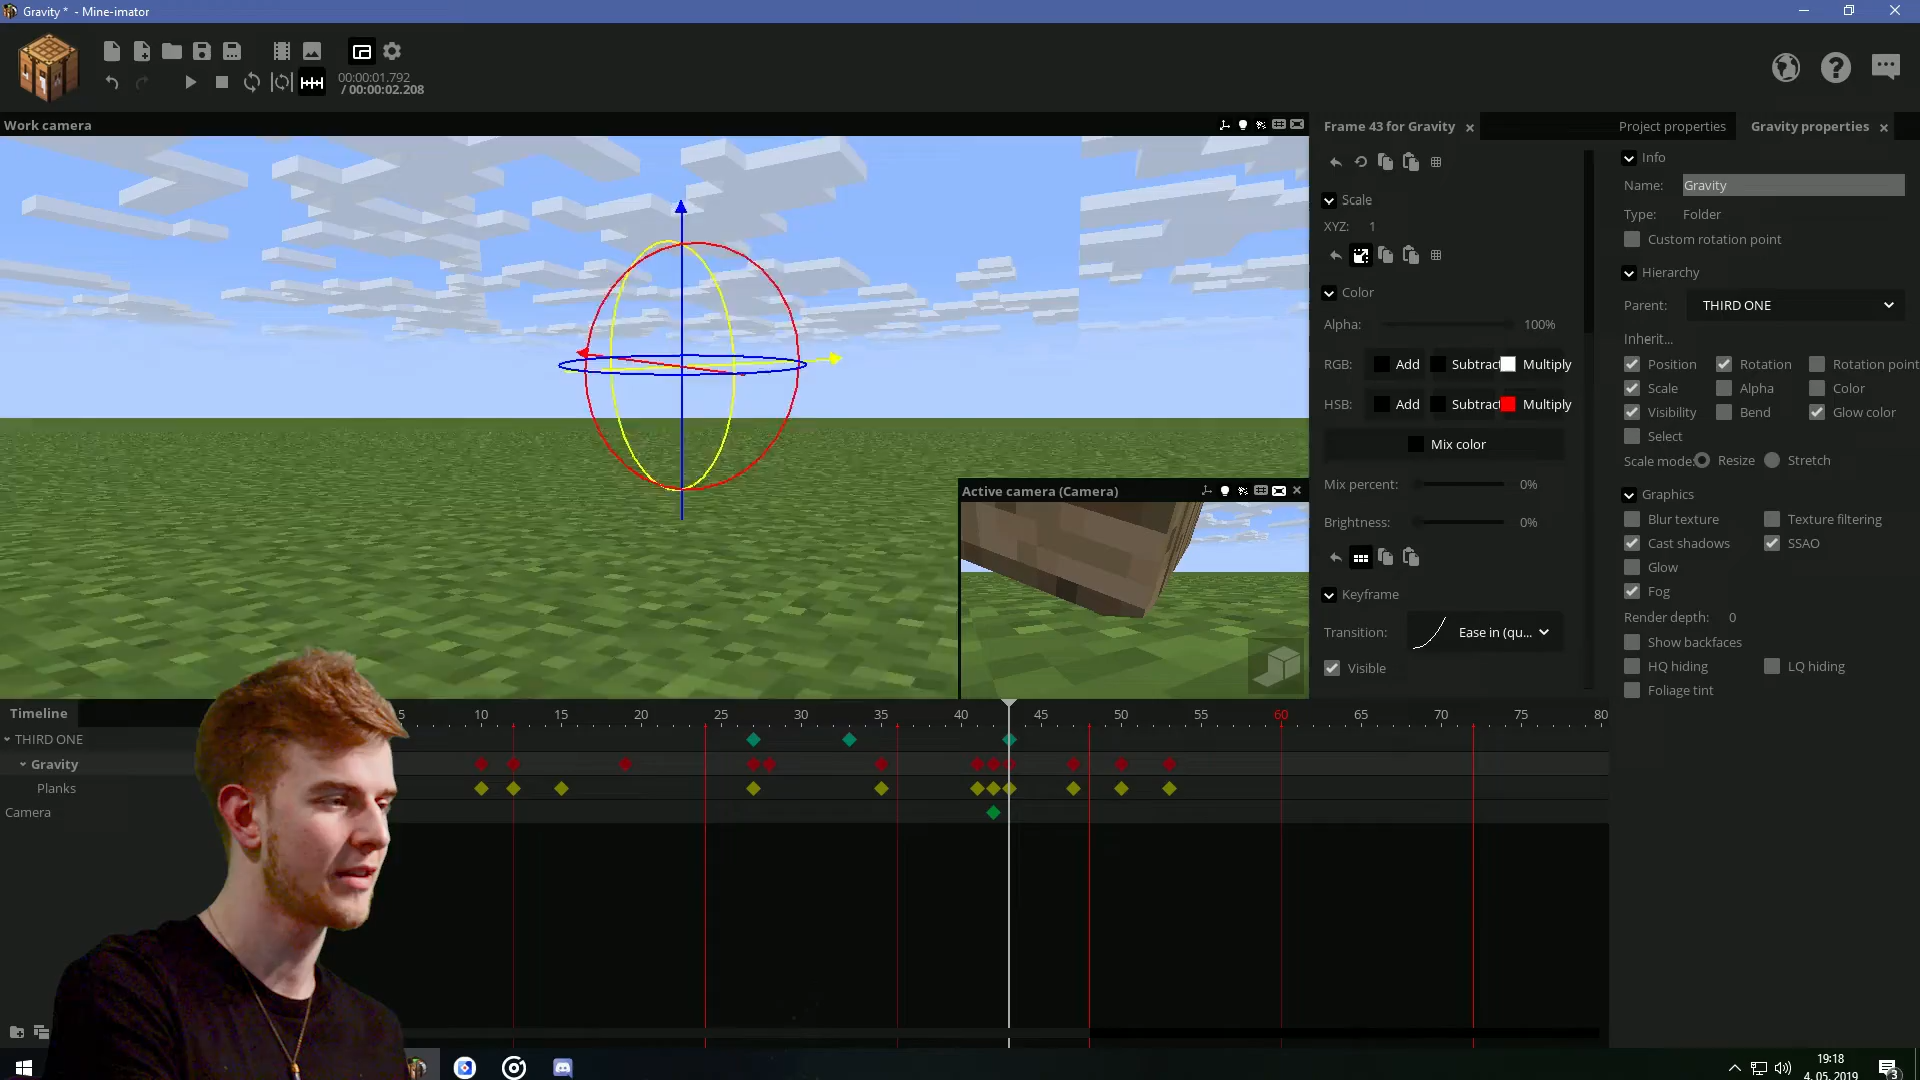 Gravity * - Mine-imator
00:00:01.792
/ 00:00:02.208
Work camera
Frame 43 for Gravity
Project properties
Gravity properties
Scale
XYZ: 1
Color
Alpha: 100%
RGB: Add Subtract Multiply
HSB: Add Subtract Multiply
Mix color
Mix percent: 0%
Brightness: 0%
Keyframe
Transition: Ease in (qu...
Visible
Info
Name: Gravity
Type: Folder
Custom rotation point
Hierarchy
Parent: THIRD ONE
Inherit...
Position Rotation Rotation point
Scale Alpha Color
Visibility Bend Glow color
Select
Scale mode: Resize Stretch
Graphics
Blur texture Texture filtering
Cast shadows SSAO
Glow
Fog
Render depth: 0
Show backfaces
HQ hiding LQ hiding
Foliage tint
Active camera (Camera)
Timeline
5 10 15 20 25 30 35 40 45 50 55 60 65 70 75 80
THIRD ONE
Gravity
Planks
Camera
19:18
4. 05. 2019
3